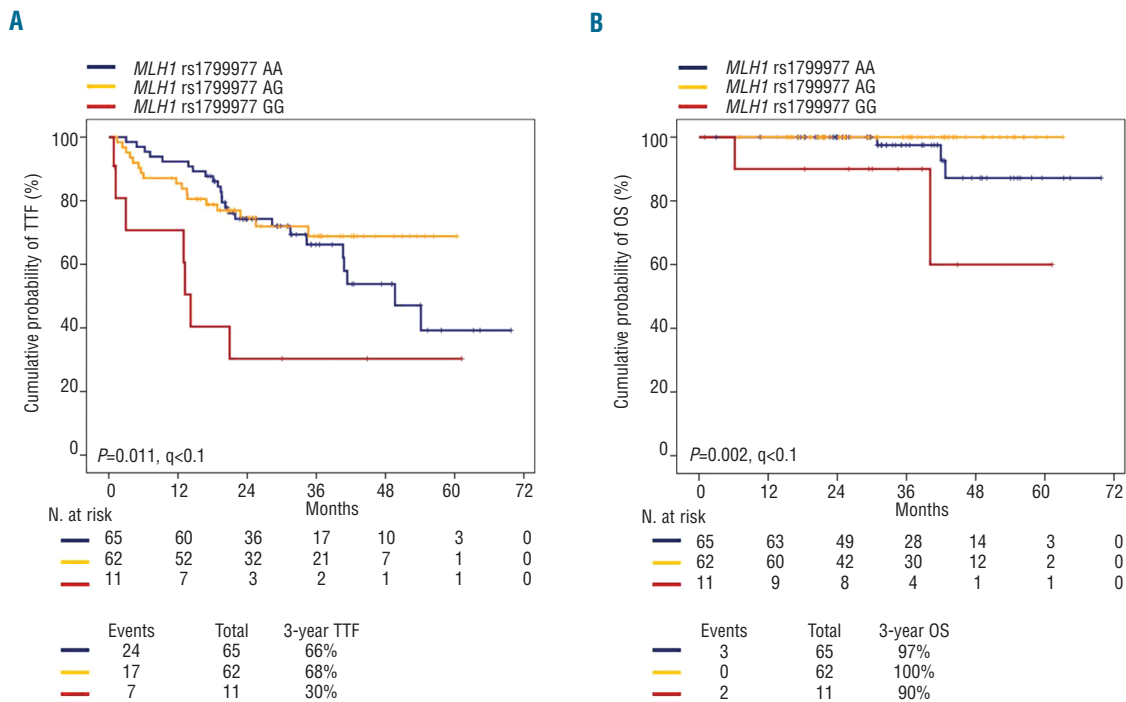 A
MLH1 rs1799977 AA
MLH1 rs1799977 AG
MLH1 rs1799977 GG
Cumulative probability of TTF (%)
100
80
60
40
20
0
P=0.011, q<0.1
0 12 24 36 48 60 72
Months
N. at risk
65 60 36 17 10 3 0
62 52 32 21 7 1 0
11 7 3 2 1 1 0
Events Total 3-year TTF
24 65 66%
17 62 68%
7 11 30%
B
MLH1 rs1799977 AA
MLH1 rs1799977 AG
MLH1 rs1799977 GG
Cumulative probability of OS (%)
100
80
60
40
20
0
P=0.002, q<0.1
0 12 24 36 48 60 72
Months
N. at risk
65 63 49 28 14 3 0
62 60 42 30 12 2 0
11 9 8 4 1 1 0
Events Total 3-year OS
3 65 97%
0 62 100%
2 11 90%